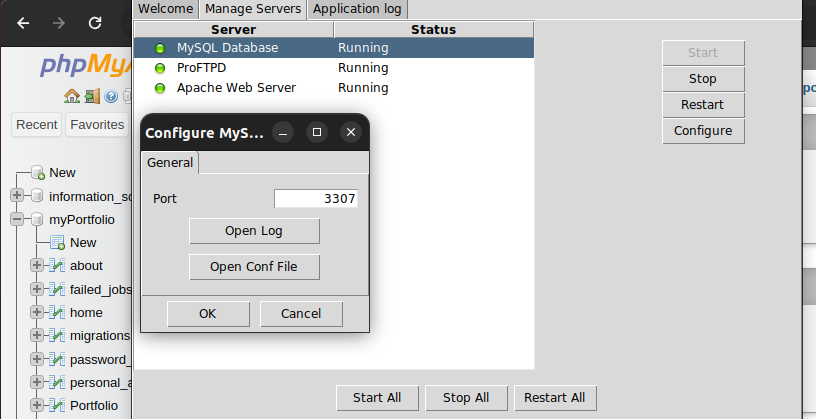 Welcome
Manage Servers
Application log
Server
Status
MySQL Database
Running
ProFTPD
Running
Apache Web Server
Running
Start
Stop
Restart
Configure
Configure MyS...
General
Port
3307
Open Log
Open Conf File
OK
Cancel
Start All
Stop All
Restart All
phpMy
Recent
Favorites
New
information_sc
myPortfolio
New
about
failed_jobs
home
migrations
password_
personal_a
Portfolio